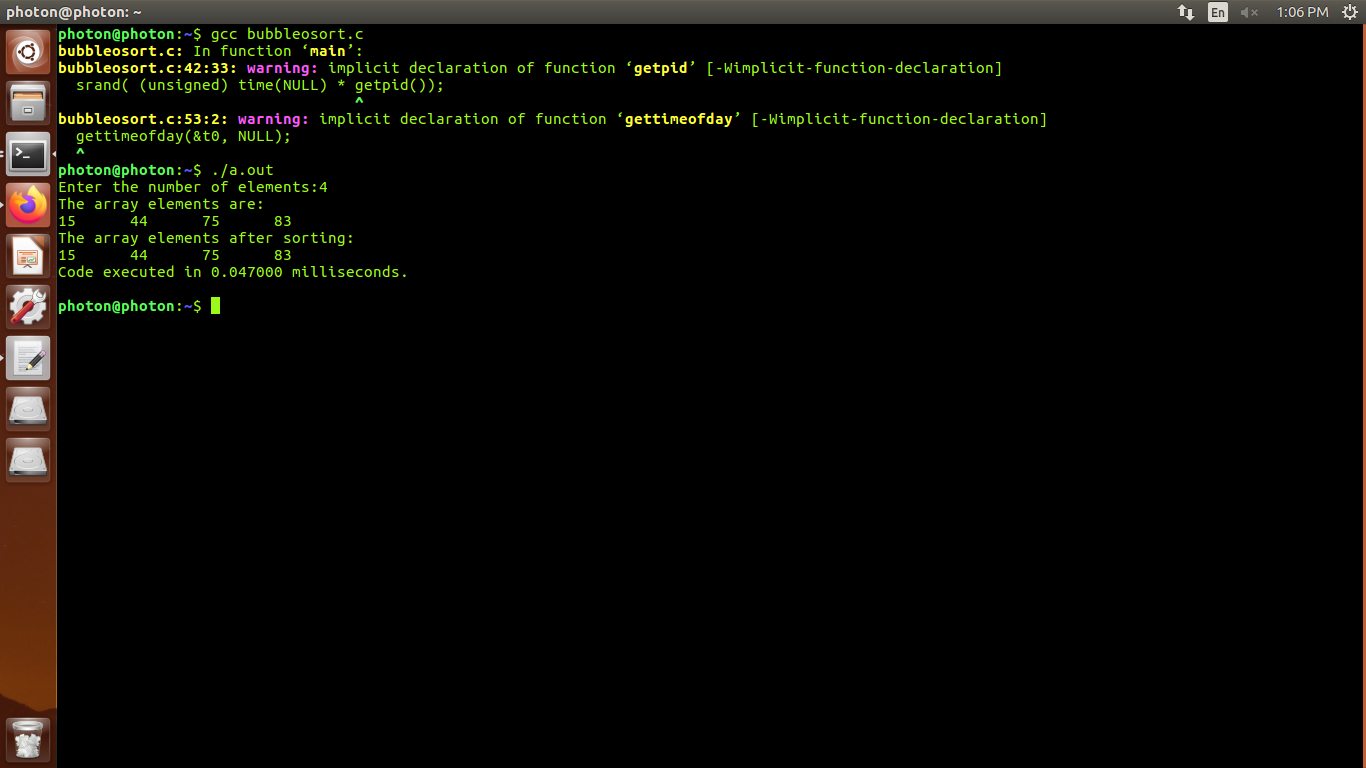 photon@photon: ~
En
1:06 PM
photon@photon:~$ gcc bubbleosort.c
bubbleosort.c: In function ‘main’:
bubbleosort.c:42:33: warning: implicit declaration of function ‘getpid’ [-Wimplicit-function-declaration]
srand( (unsigned) time(NULL) * getpid());
^
bubbleosort.c:53:2: warning: implicit declaration of function ‘gettimeofday’ [-Wimplicit-function-declaration]
gettimeofday(&t0, NULL);
^
photon@photon:~$ ./a.out
Enter the number of elements:4
The array elements are:
15 44 75 83
The array elements after sorting:
15 44 75 83
Code executed in 0.047000 milliseconds.
photon@photon:~$